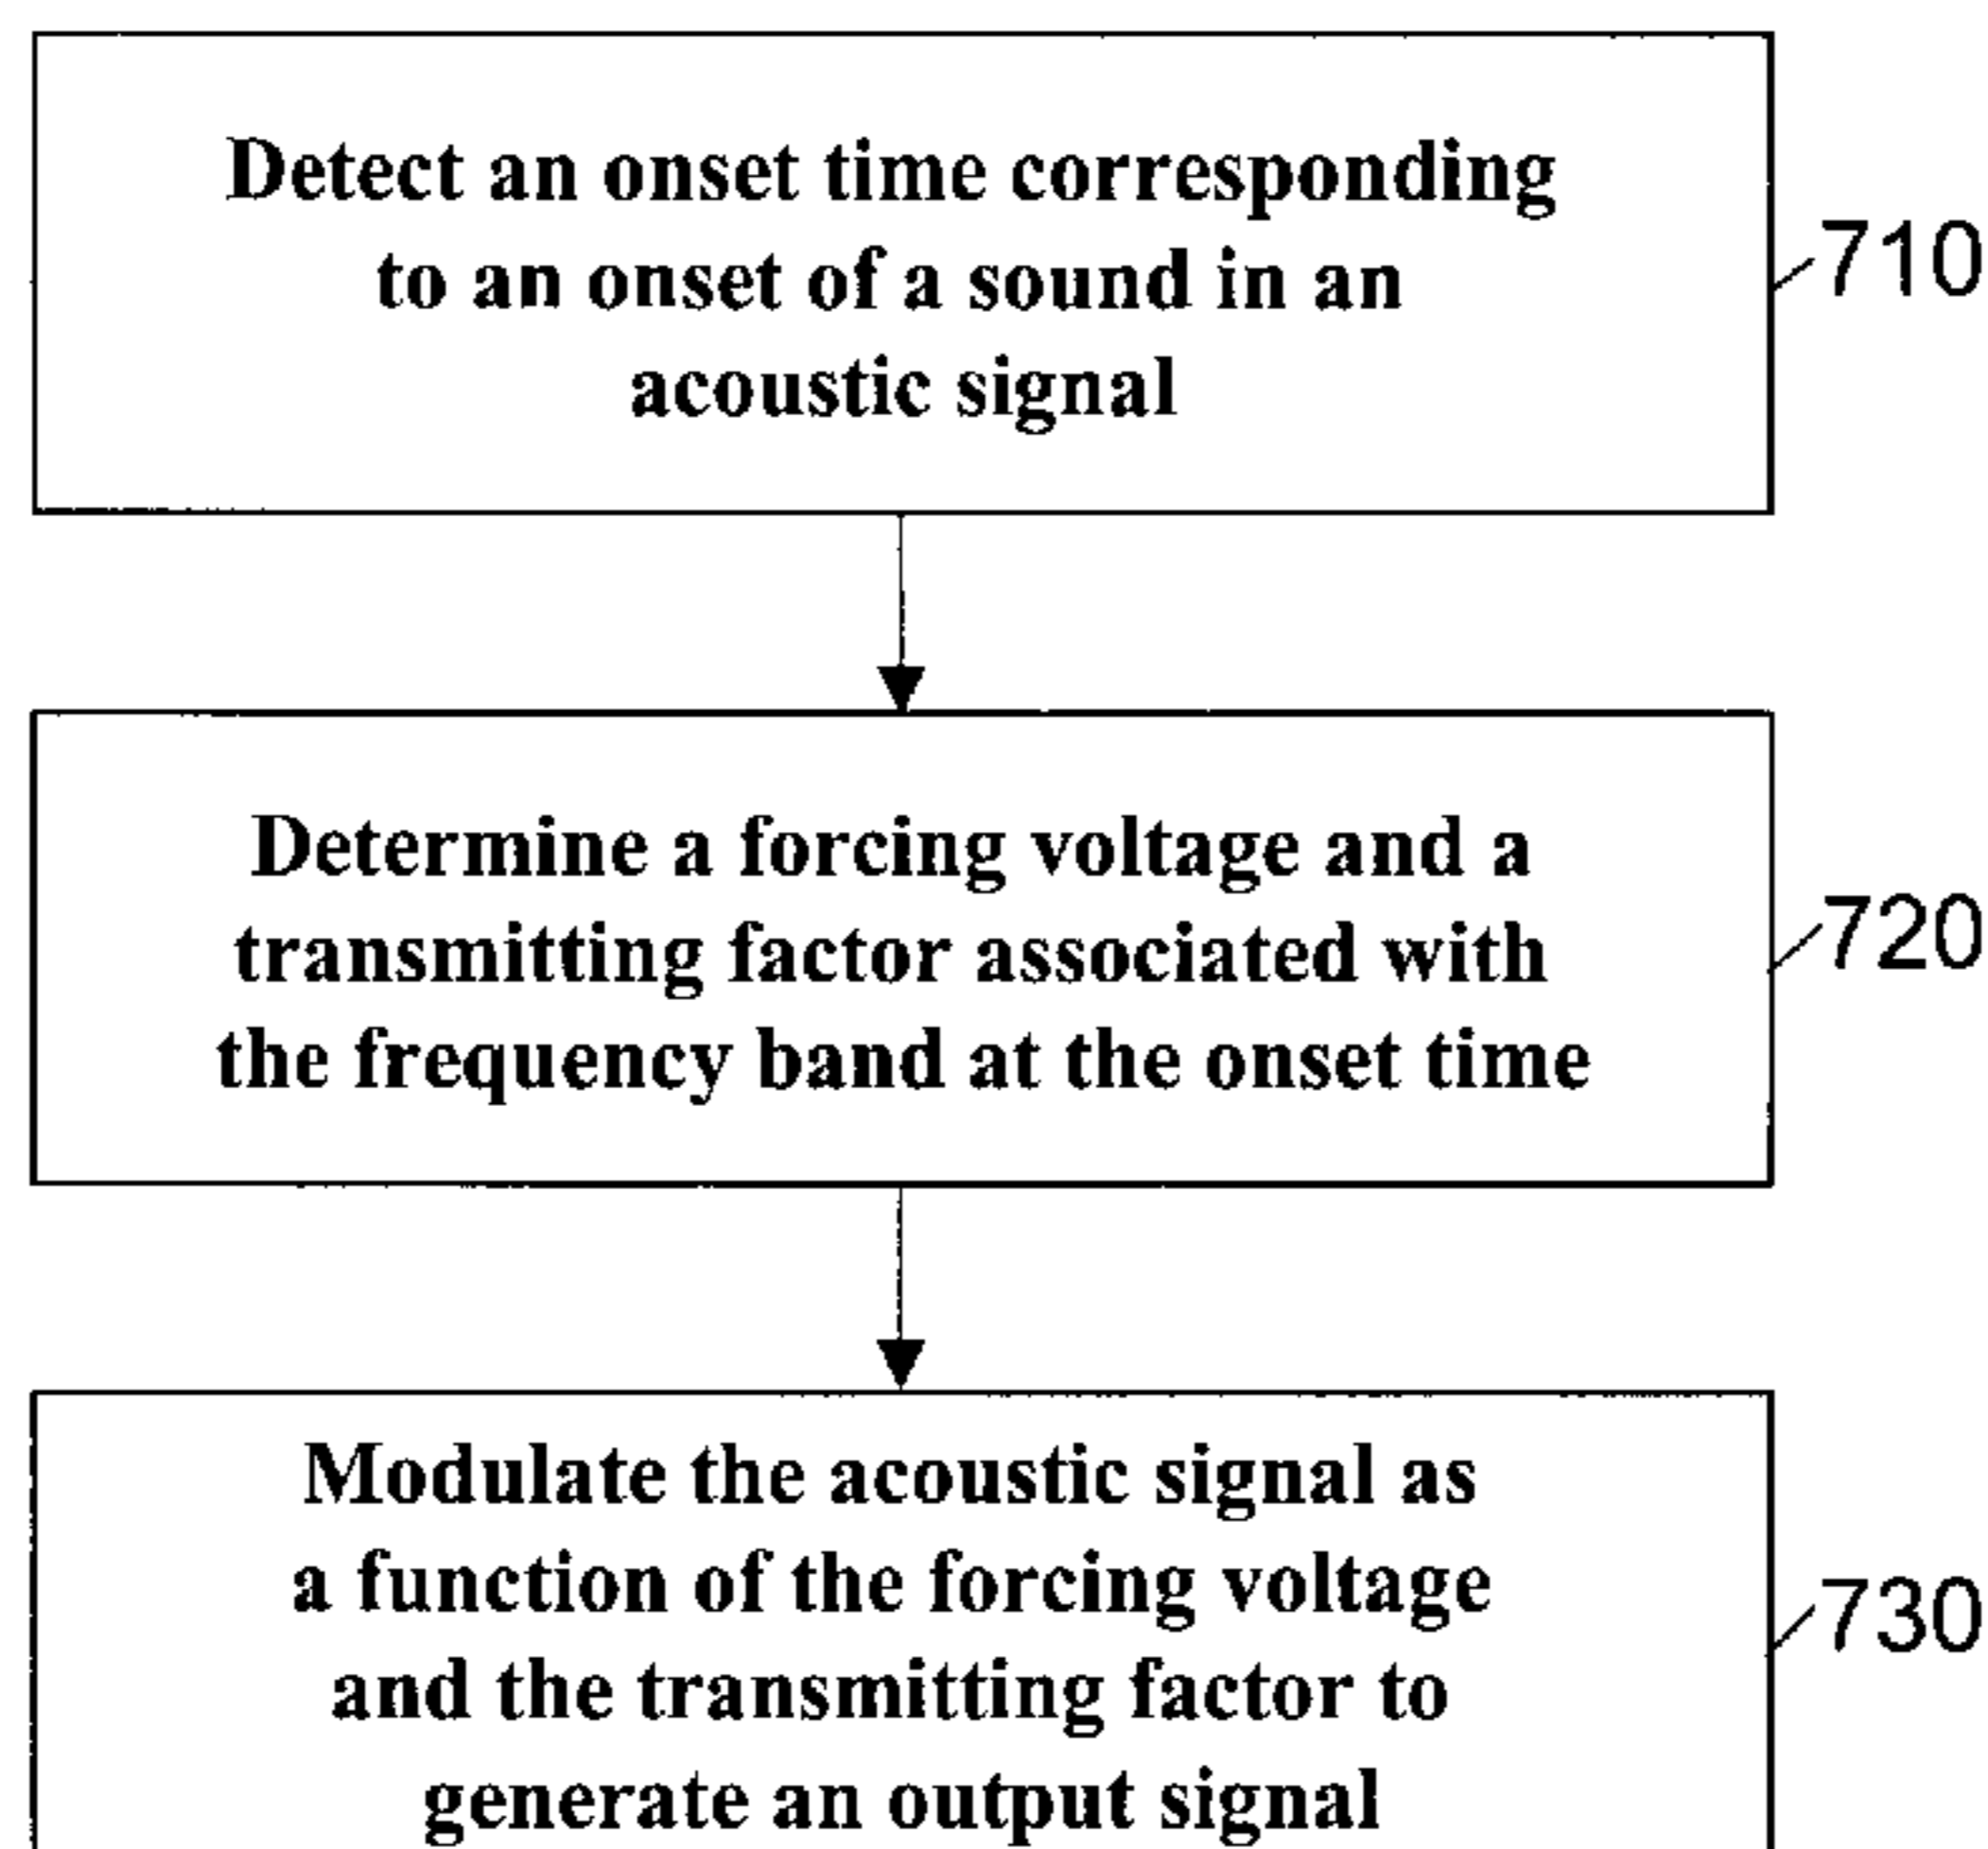 Detect an onset time corresponding
to an onset of a sound in an
acoustic signal
710
Determine a forcing voltage and a
transmitting factor associated with
the frequency band at the onset time
720
Modulate the acoustic signal as
a function of the forcing voltage
and the transmitting factor to
generate an output signal
730